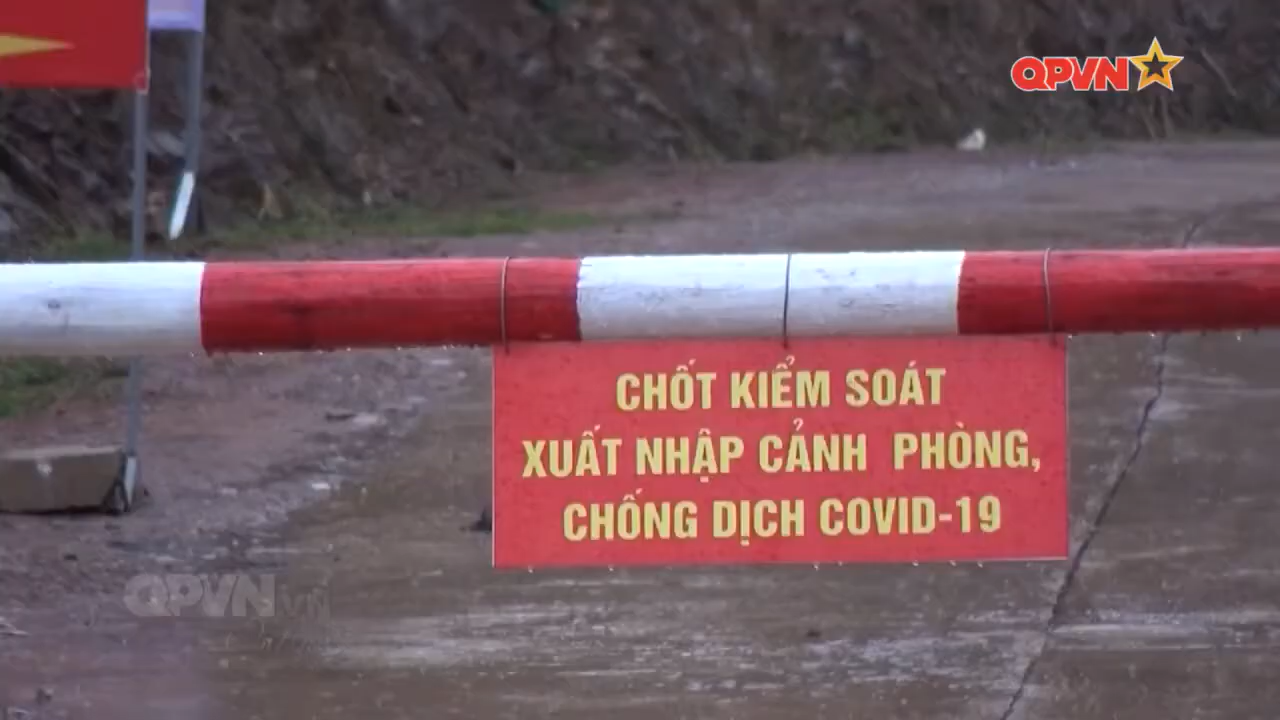 QPVN
CHỐT KIỂM SOÁT
XUẤT NHẬP CẢNH PHÒNG,
CHỐNG DỊCH COVID-19
QPVN.VN